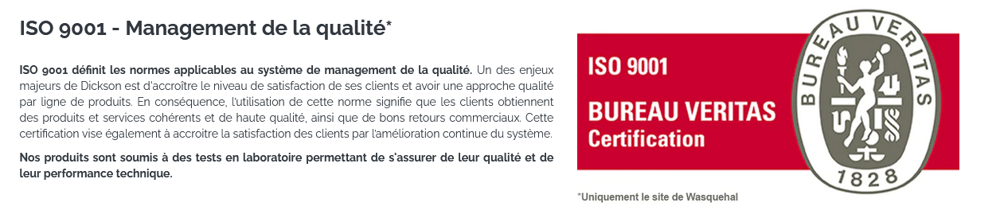 ISO 9001 - Management de la qualité*
ISO 9001 définit les normes applicables au système de management de la qualité. Un des enjeux
majeurs de Dickson est d'accroître le niveau de satisfaction de ses clients et avoir une approche qualité
par ligne de produits. En conséquence, l'utilisation de cette norme signifie que les clients obtiennent
des produits et services cohérents et de haute qualité, ainsi que de bons retours commerciaux. Cette
certification vise également à accroitre la satisfaction des clients par l'amélioration continue du système.
Nos produits sont soumis à des tests en laboratoire permettant de s'assurer de leur qualité et de
leur performance technique.
ISO 9001
BUREAU VERITAS
Certification
BUREAU VERITAS
1828
*Uniquement le site de Wasquehal